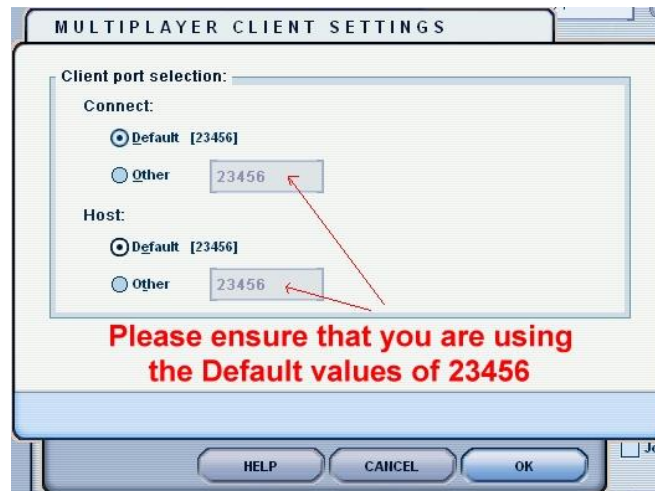 MULTIPLAYER CLIENT SETTINGS
Client port selection:
Connect:
Default [23456]
Other 23456
Host:
Default [23456]
Other 23456
Please ensure that you are using
the Default values of 23456
HELP CANCEL OK